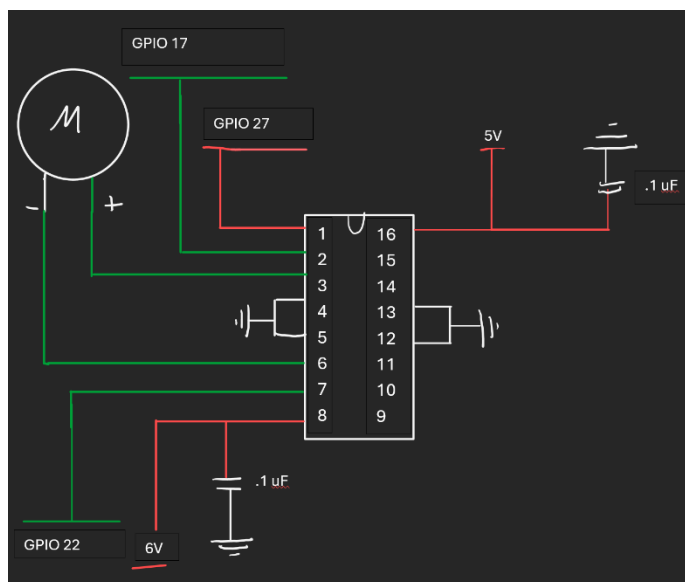 GPIO 17
M
GPIO 27
5V
.1 uF
- +
1 16
2 15
3 14
4 13
5 12
6 11
7 10
8 9
.1 uF
GPIO 22
6V